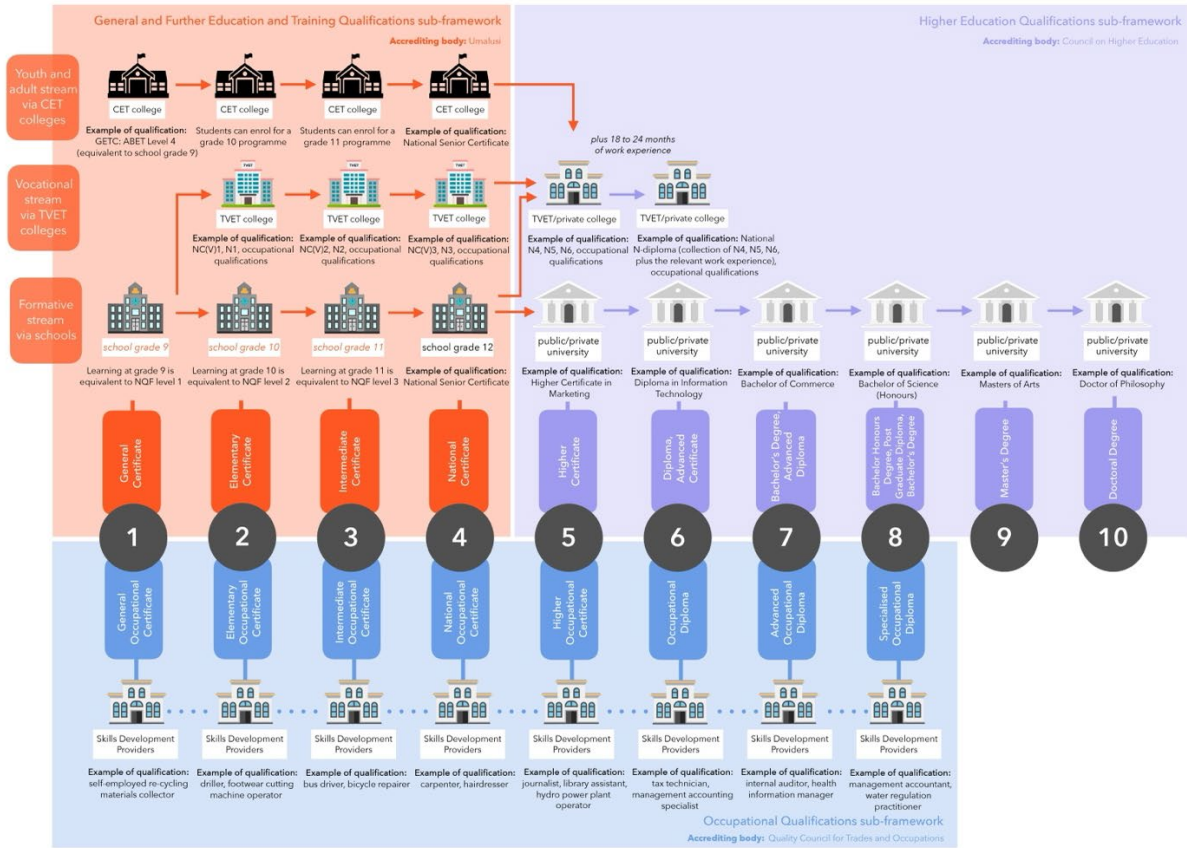 General and Further Education and Training Qualifications sub-framework
Accrediting body: Umalusi
Higher Education Qualifications sub-framework
Accrediting body: Council on Higher Education
Youth and
adult stream
via CET
colleges
CET college
Example of qualification:
GETC: ABET Level 4
(equivalent to school grade 9)
CET college
Students can enrol for a
grade 10 programme
CET college
Students can enrol for a
grade 11 programme
CET college
Example of qualification:
National Senior Certificate
plus 18 to 24 months
of work experience
Vocational
stream
via TVET
colleges
TVET
TVET college
Example of qualification:
NC(V)1, N1, occupational
qualifications
TVET
TVET college
Example of qualification:
NC(V)2, N2, occupational
qualifications
TVET
TVET college
Example of qualification:
NC(V)3, N3, occupational
qualifications
TVET/private college
Example of qualification:
N4, N5, N6, occupational
qualifications
TVET/private college
Example of qualification: National
N-diploma (collection of N4, N5, N6,
plus the relevant work experience),
occupational qualifications
Formative
stream
via schools
school grade 9
Learning at grade 9 is
equivalent to NQF level 1
school grade 10
Learning at grade 10 is
equivalent to NQF level 2
school grade 11
Learning at grade 11 is
equivalent to NQF level 3
school grade 12
Example of qualification:
National Senior Certificate
public/private
university
Example of qualification:
Higher Certificate in
Marketing
public/private
university
Example of qualification:
Diploma in Information
Technology
public/private
university
Example of qualification:
Bachelor of Commerce
public/private
university
Example of qualification:
Bachelor of Science
(Honours)
public/private
university
Example of qualification:
Masters of Arts
public/private
university
Example of qualification:
Doctor of Philosophy
General
Certificate
Elementary
Certificate
Intermediate
Certificate
National
Certificate
Higher
Certificate
Diploma,
Advanced
Certificate
Bachelor's Degree,
Advanced
Diploma
Bachelor Honours
Degree, Post
Graduate Diploma,
Bachelor's Degree
Master's Degree
Doctoral Degree
1
2
3
4
5
6
7
8
9
10
General
Occupational
Certificate
Elementary
Occupational
Certificate
Intermediate
Occupational
Certificate
National
Occupational
Certificate
Higher
Occupational
Certificate
Occupational
Diploma
Advanced
Occupational
Diploma
Specialised
Occupational
Diploma
Skills Development
Providers
Example of qualification:
self-employed re-cycling
materials collector
Skills Development
Providers
Example of qualification:
driller, footwear cutting
machine operator
Skills Development
Providers
Example of qualification:
bus driver, bicycle repairer
Skills Development
Providers
Example of qualification:
carpenter, hairdresser
Skills Development
Providers
Example of qualification:
journalist, library assistant,
hydro power plant
operator
Skills Development
Providers
Example of qualification:
tax technician,
management accounting
specialist
Skills Development
Providers
Example of qualification:
internal auditor, health
information manager
Skills Development
Providers
Example of qualification:
management accountant,
water regulation
practitioner
Occupational Qualifications sub-framework
Accrediting body: Quality Council for Trades and Occupations